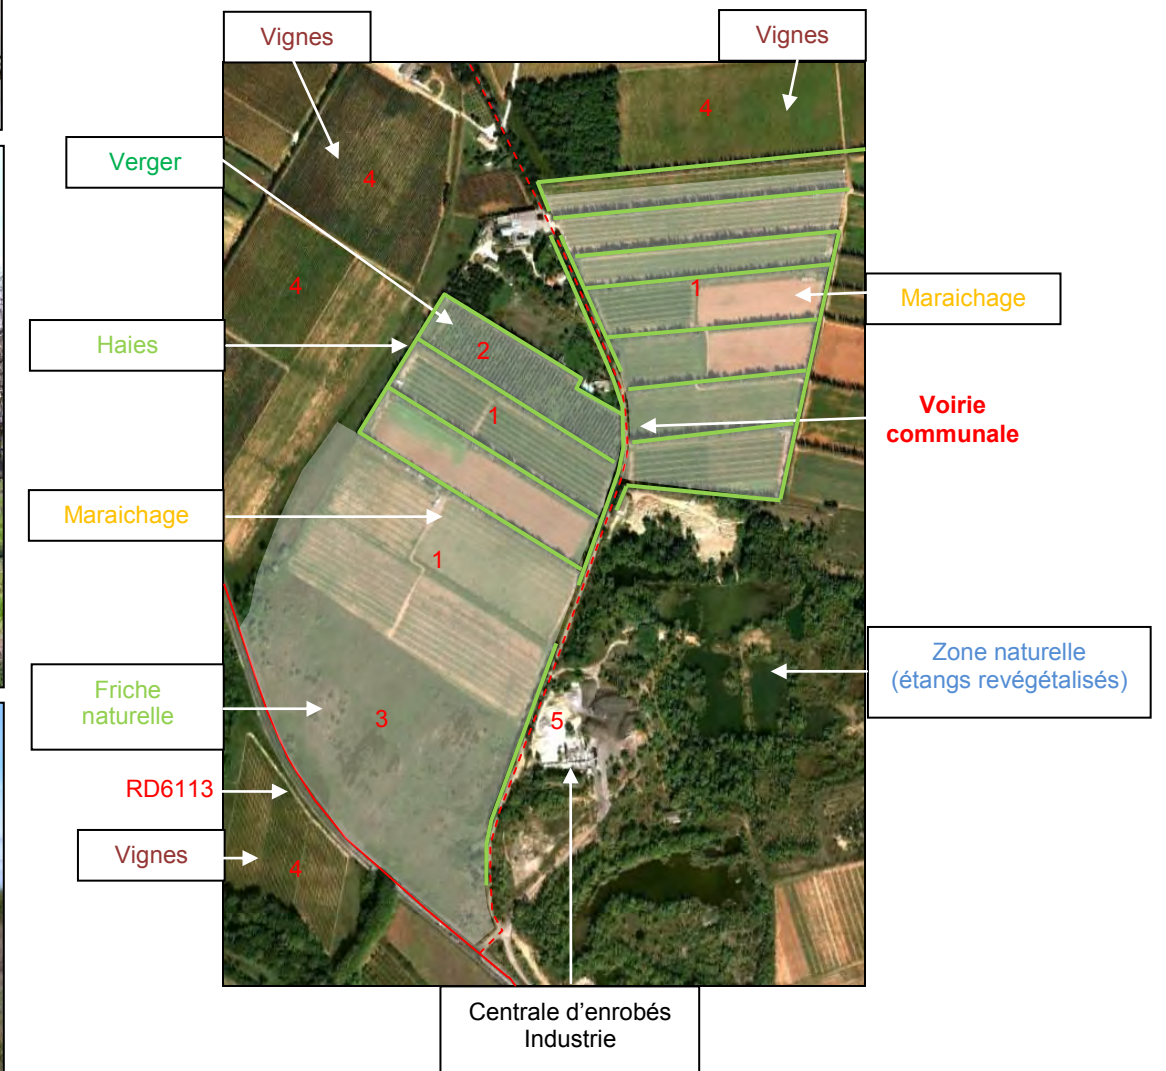 Vignes
Vignes
4
Verger
4
4
Maraichage
1
Haies
2
Voirie
communale
1
Maraichage
1
Zone naturelle
(étangs revégétalisés)
Friche
naturelle
3
5
RD6113
Vignes
4
Centrale d'enrobés
Industrie